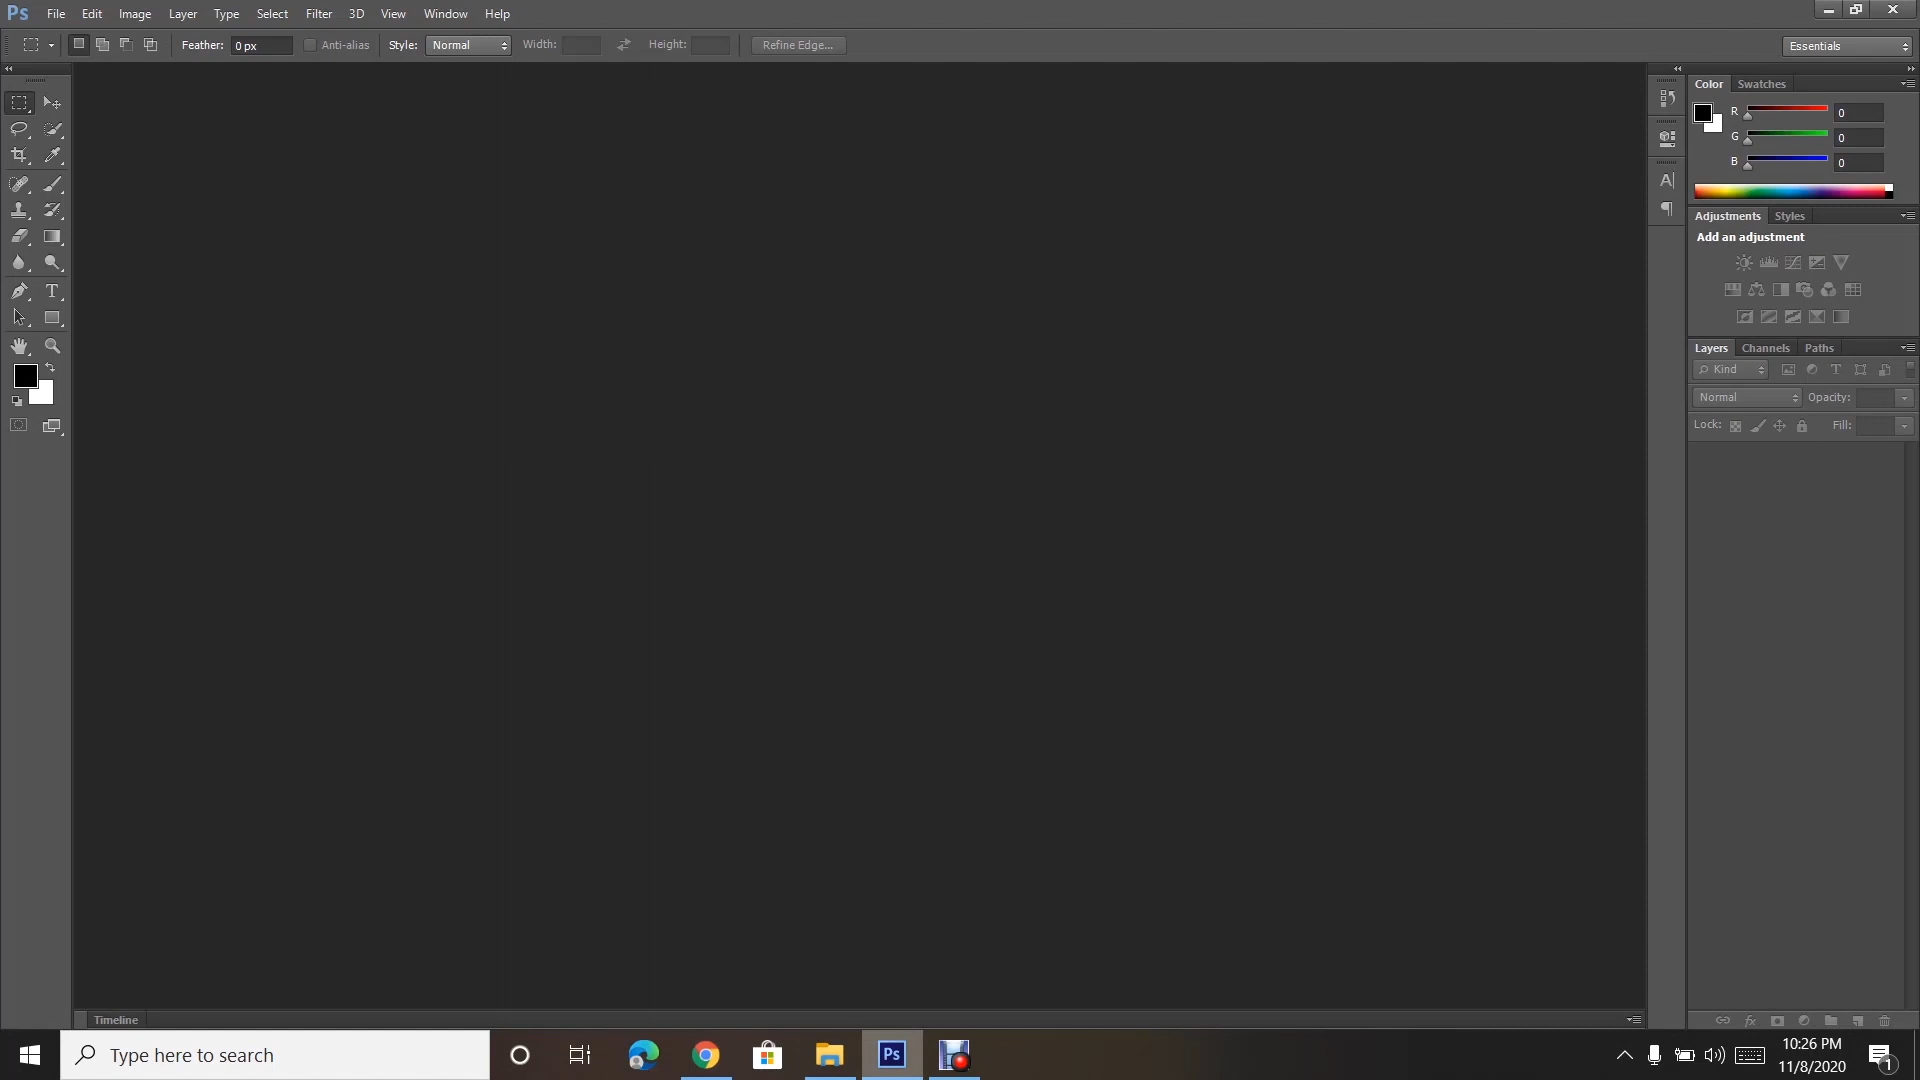 Ps File Edit Image Layer Type Select Filter 3D View Window Help
Feather: 0 px Anti-alias Style: Normal Width: Height: Refine Edge... Essentials
Color Swatches
R 0
G 0
B 0
Adjustments Styles
Add an adjustment
Layers Channels Paths
Kind
Normal Opacity:
Lock: Fill:
Timeline
Type here to search
Ps
10:26 PM
11/8/2020
1